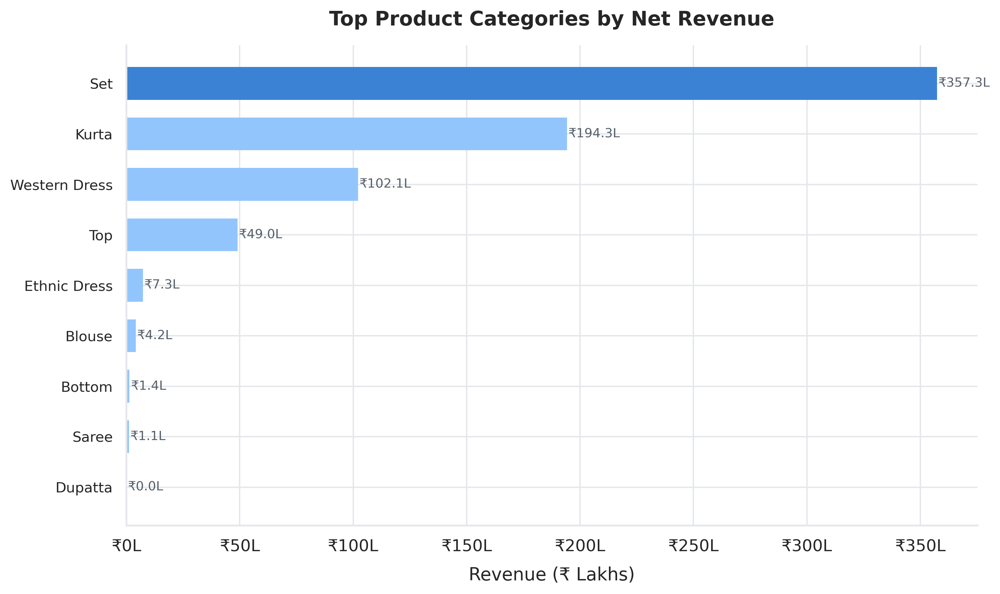 Top Product Categories by Net Revenue
Set ₹357.3L
Kurta ₹194.3L
Western Dress ₹102.1L
Top ₹49.0L
Ethnic Dress ₹7.3L
Blouse ₹4.2L
Bottom ₹1.4L
Saree ₹1.1L
Dupatta ₹0.0L
₹0L ₹50L ₹100L ₹150L ₹200L ₹250L ₹300L ₹350L
Revenue (₹ Lakhs)